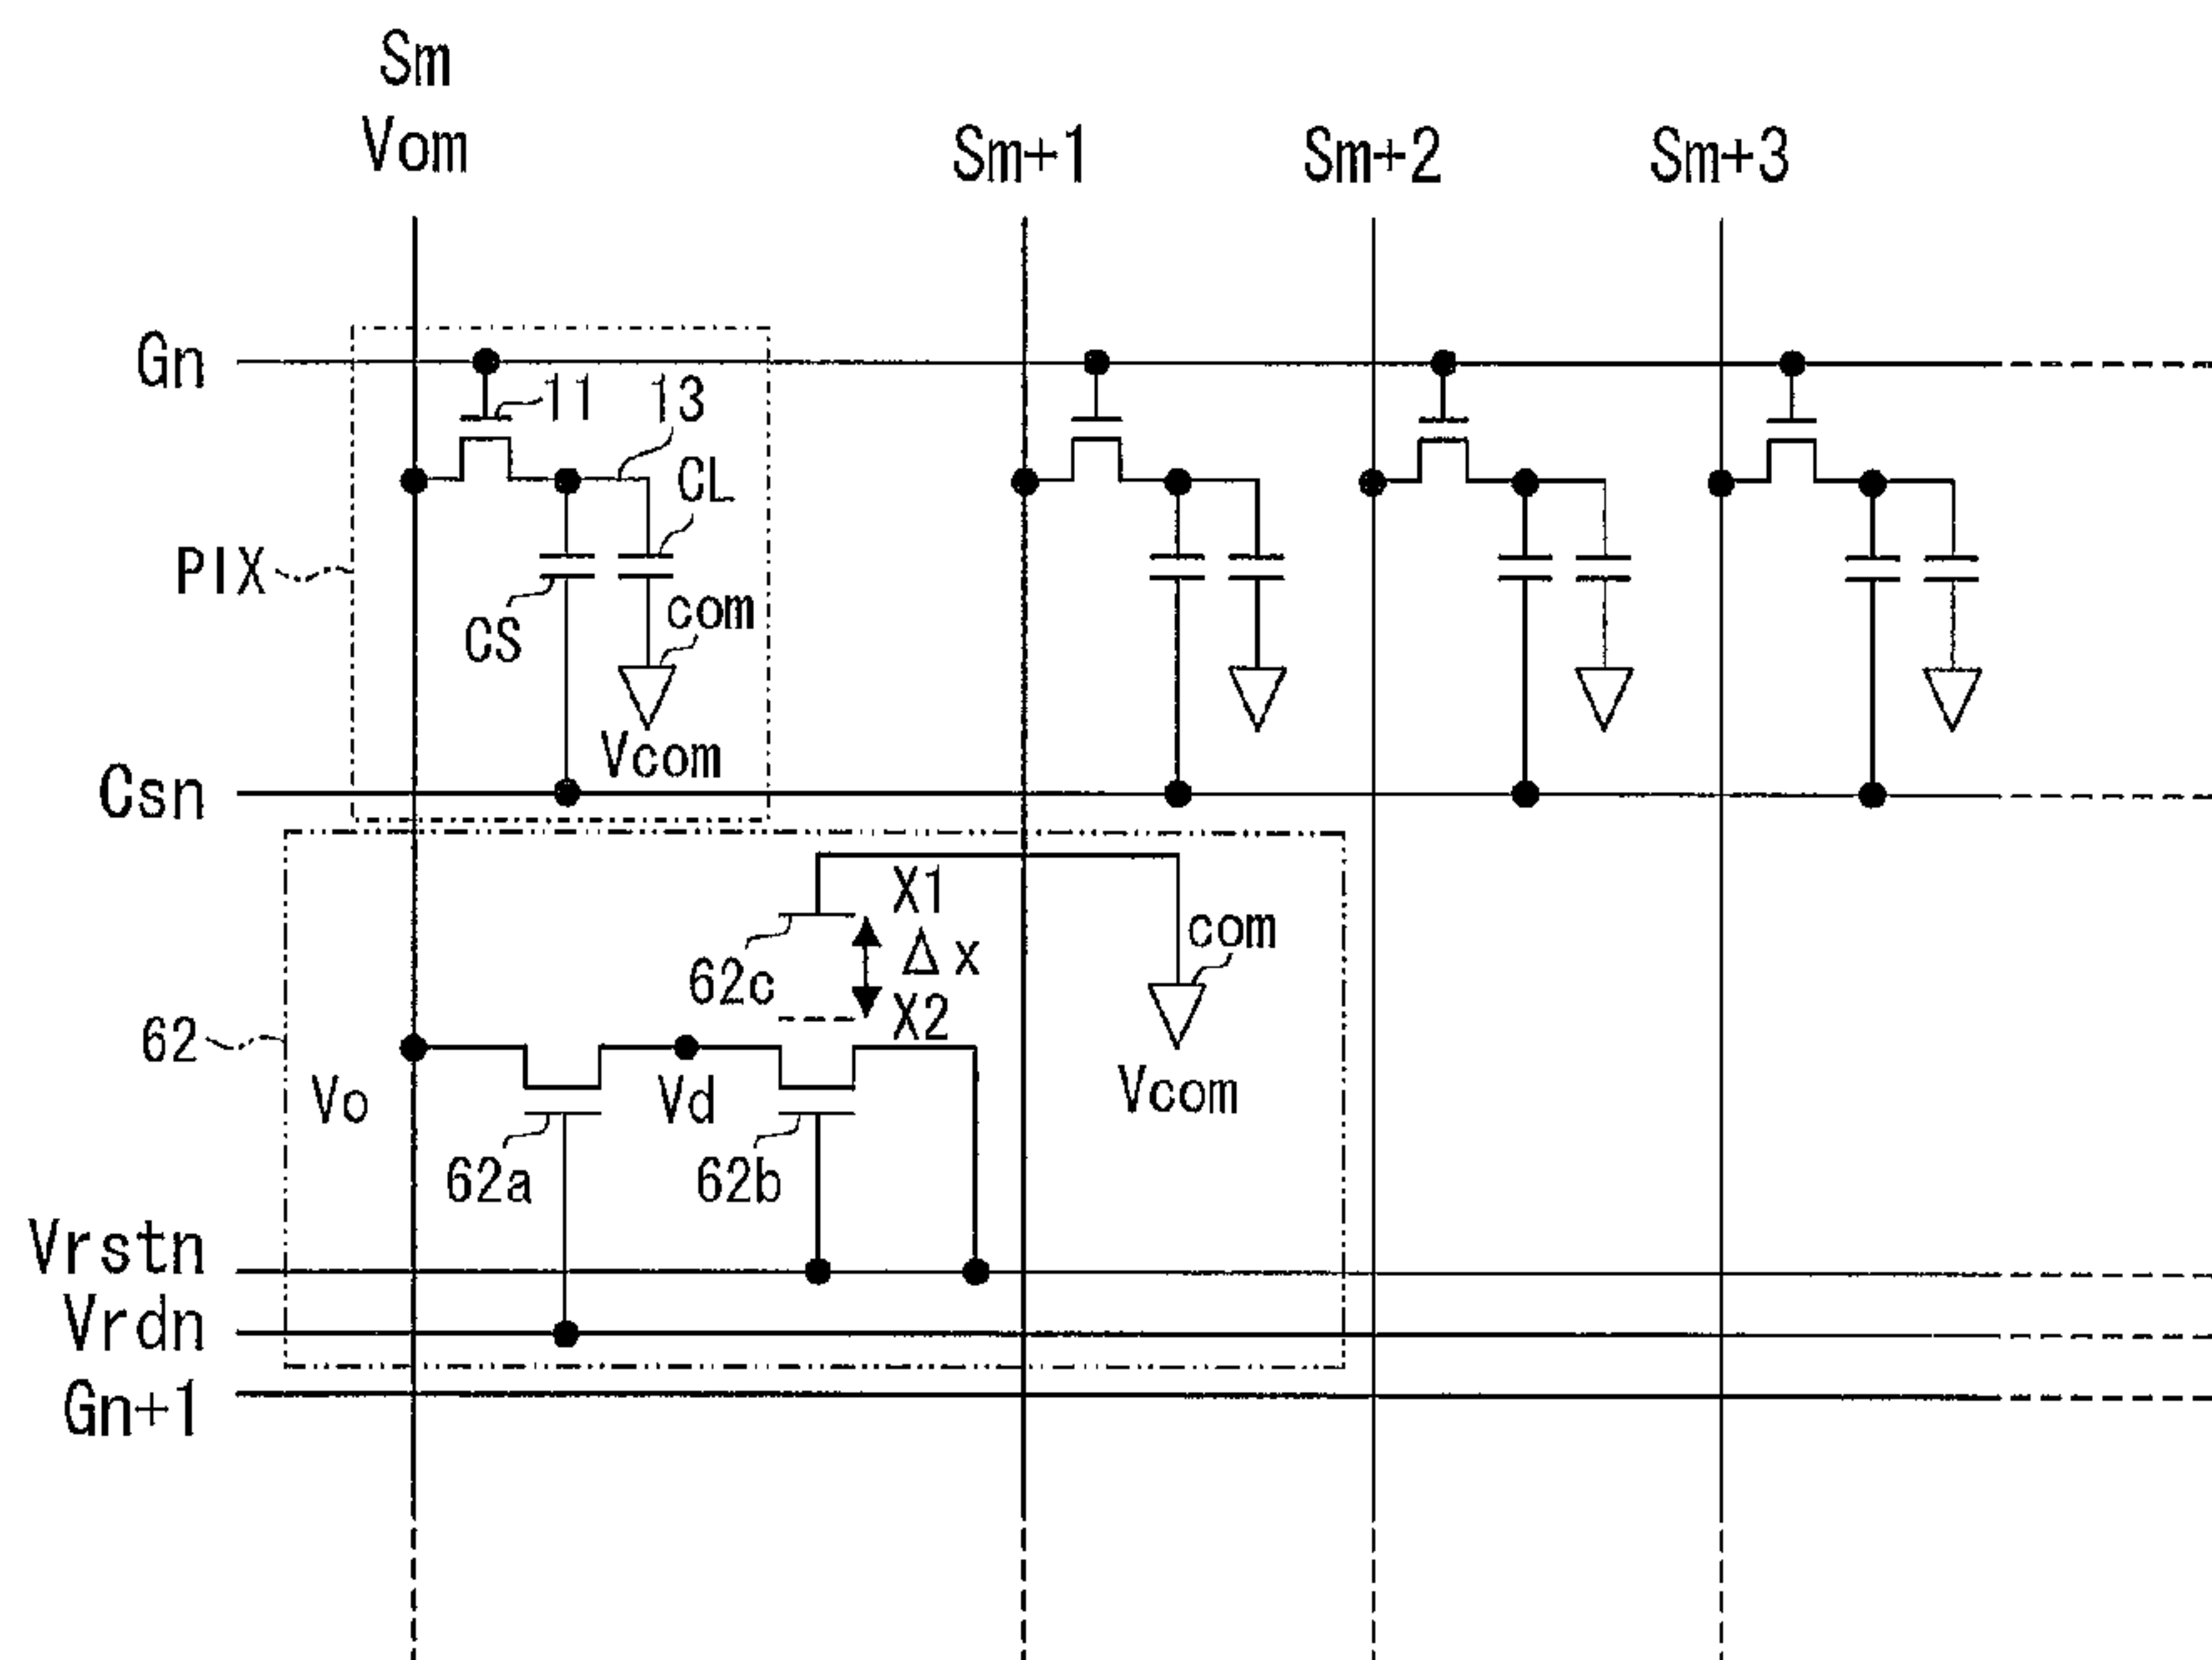 Sm
Vom
Sm+1
Sm+2
Sm+3
Gn
11
13
CL
PIX
CS
com
Vcom
Csn
X1
62c
Δx
com
X2
62
Vo
Vd
Vcom
62a
62b
Vrstn
Vrdn
Gn+1